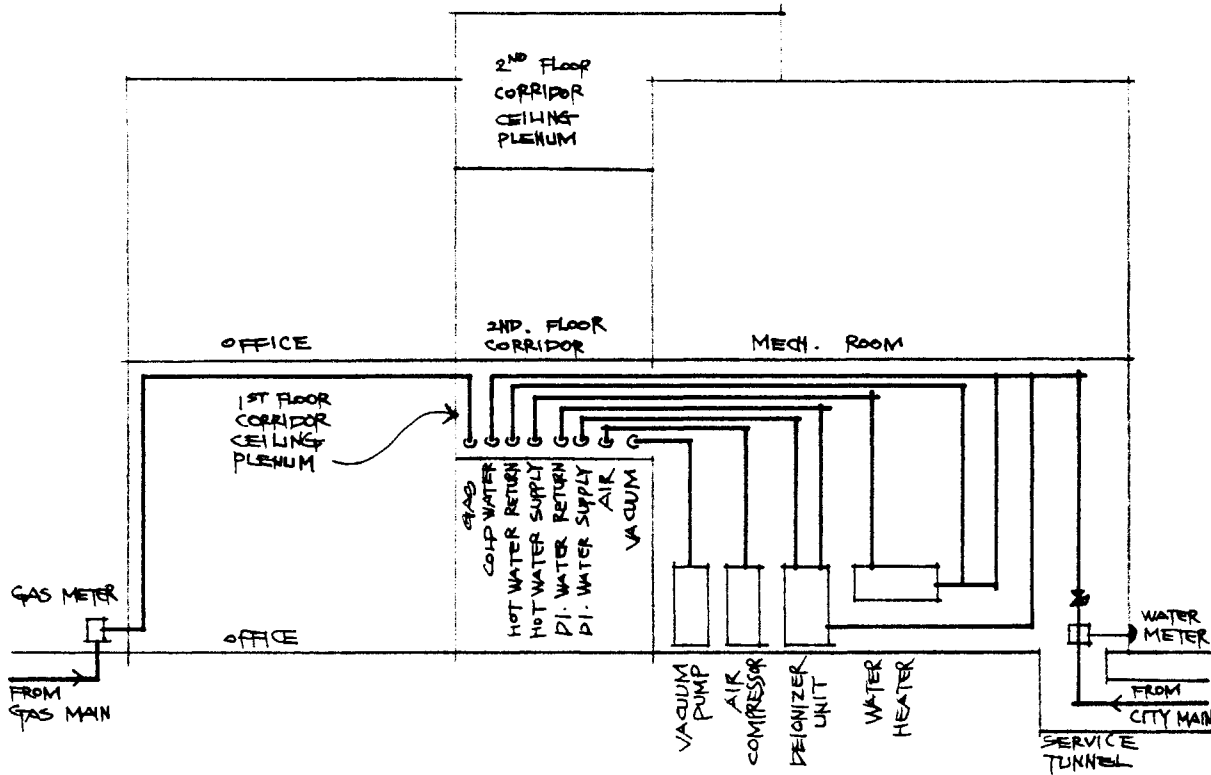 2ND FLOOR
CORRIDOR
CEILING
PLENUM
OFFICE
2ND. FLOOR
CORRIDOR
MECH. ROOM
1ST FLOOR
CORRIDOR
CEILING
PLENUM
GAS
COLD WATER
HOT WATER RETURN
HOT WATER SUPPLY
D.I. WATER RETURN
D.I. WATER SUPPLY
AIR
VACUUM
GAS METER
OFFICE
WATER
METER
FROM
GAS MAIN
VACUUM
PUMP
AIR
COMPRESSOR
DEIONIZER
UNIT
WATER
HEATER
FROM
CITY MAIN
SERVICE
TUNNEL